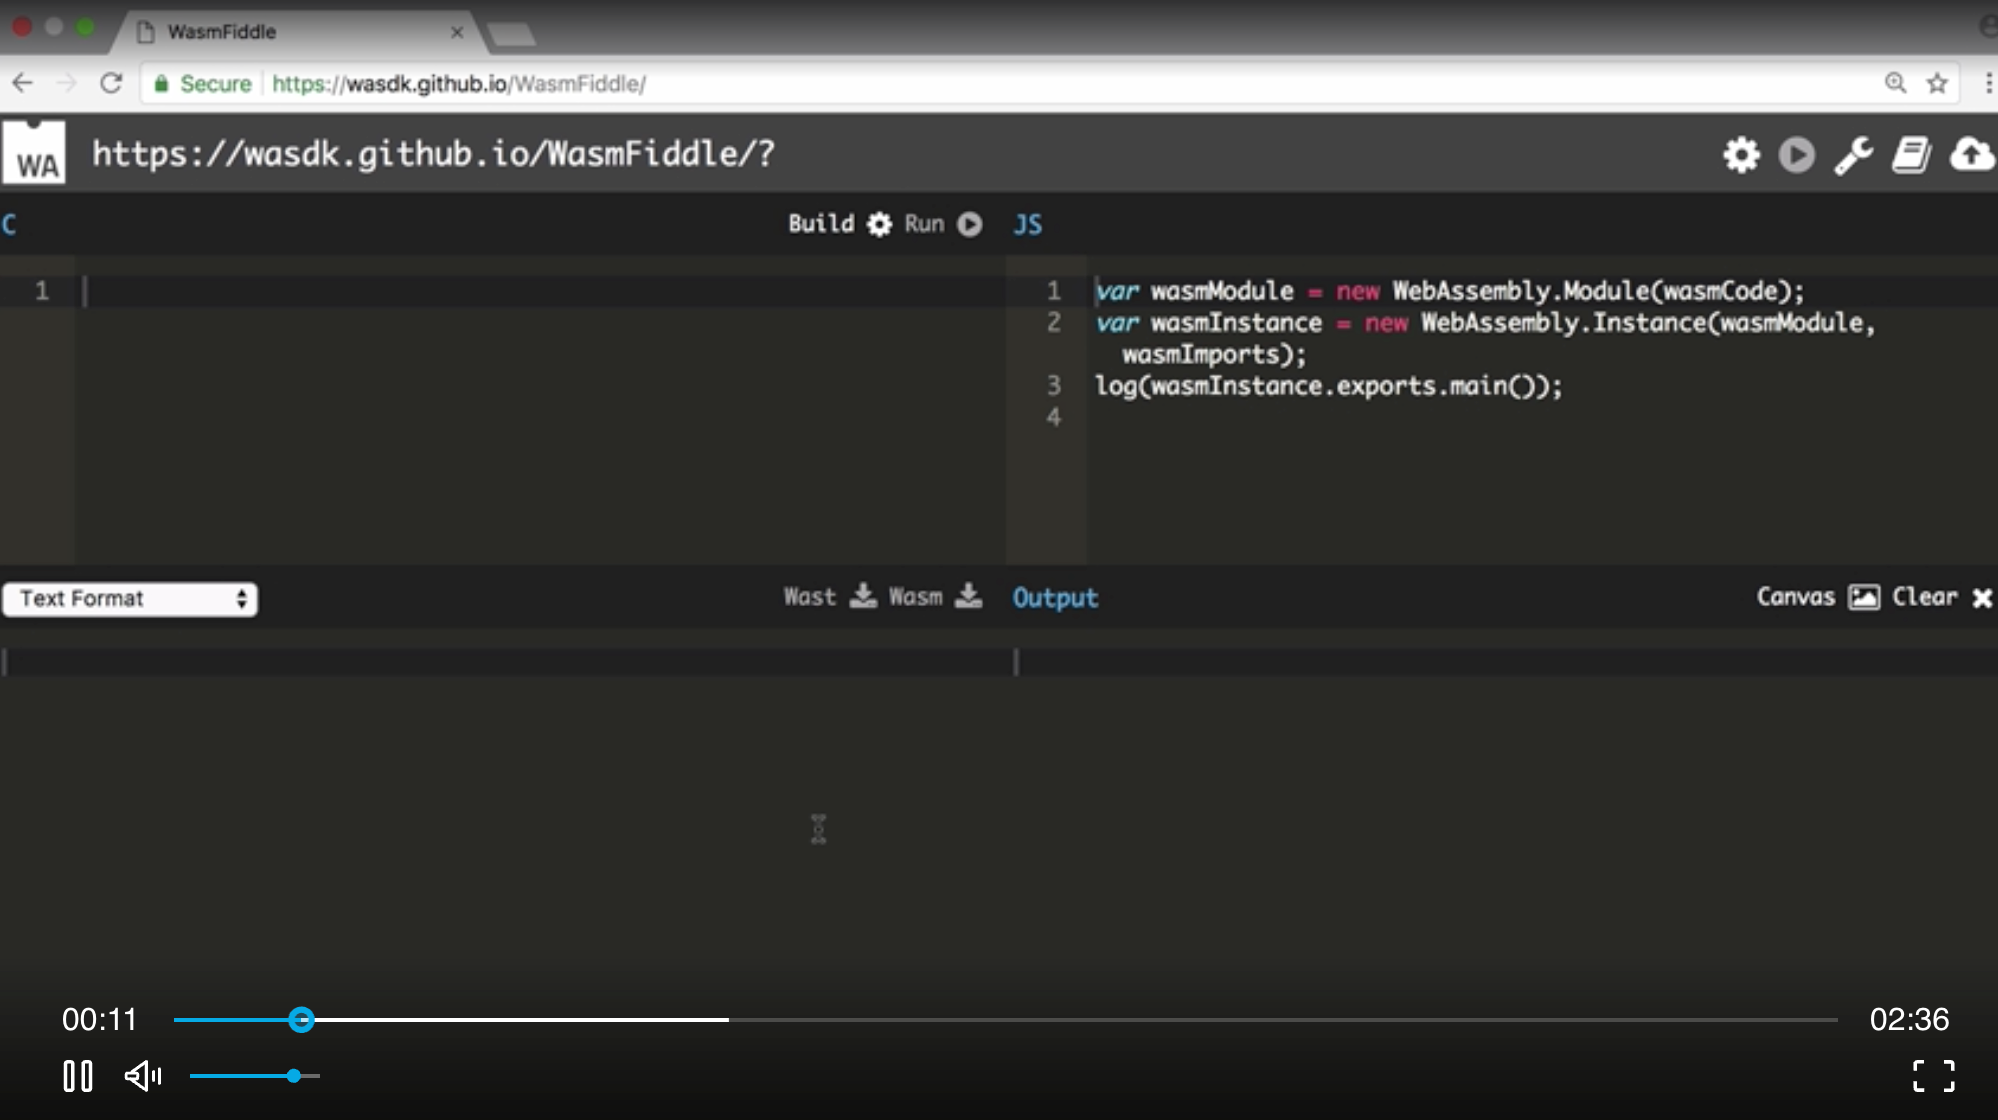 WasmFiddle
Secure https://wasdk.github.io/WasmFiddle/
WA https://wasdk.github.io/WasmFiddle/?
C Build Run JS
1
1 var wasmModule = new WebAssembly.Module(wasmCode);
2 var wasmInstance = new WebAssembly.Instance(wasmModule,
wasmImports);
3 log(wasmInstance.exports.main());
4
Text Format Wast Wasm Output Canvas Clear
00:11 02:36